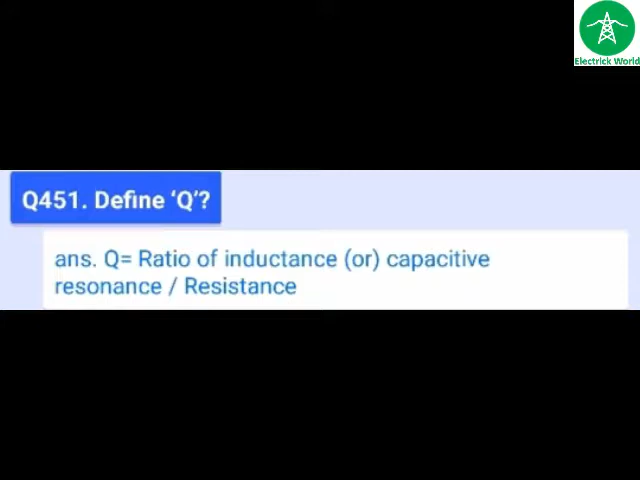 Electrick World
Q451. Define ‘Q’?
ans. Q= Ratio of inductance (or) capacitive
resonance / Resistance